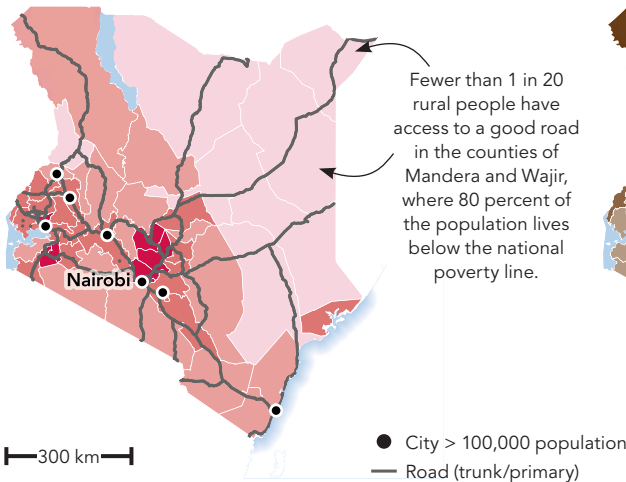 Fewer than 1 in 20
rural people have
access to a good road
in the counties of
Mandera and Wajir,
where 80 percent of
the population lives
below the national
poverty line.
Nairobi
300 km
City > 100,000 population
Road (trunk/primary)